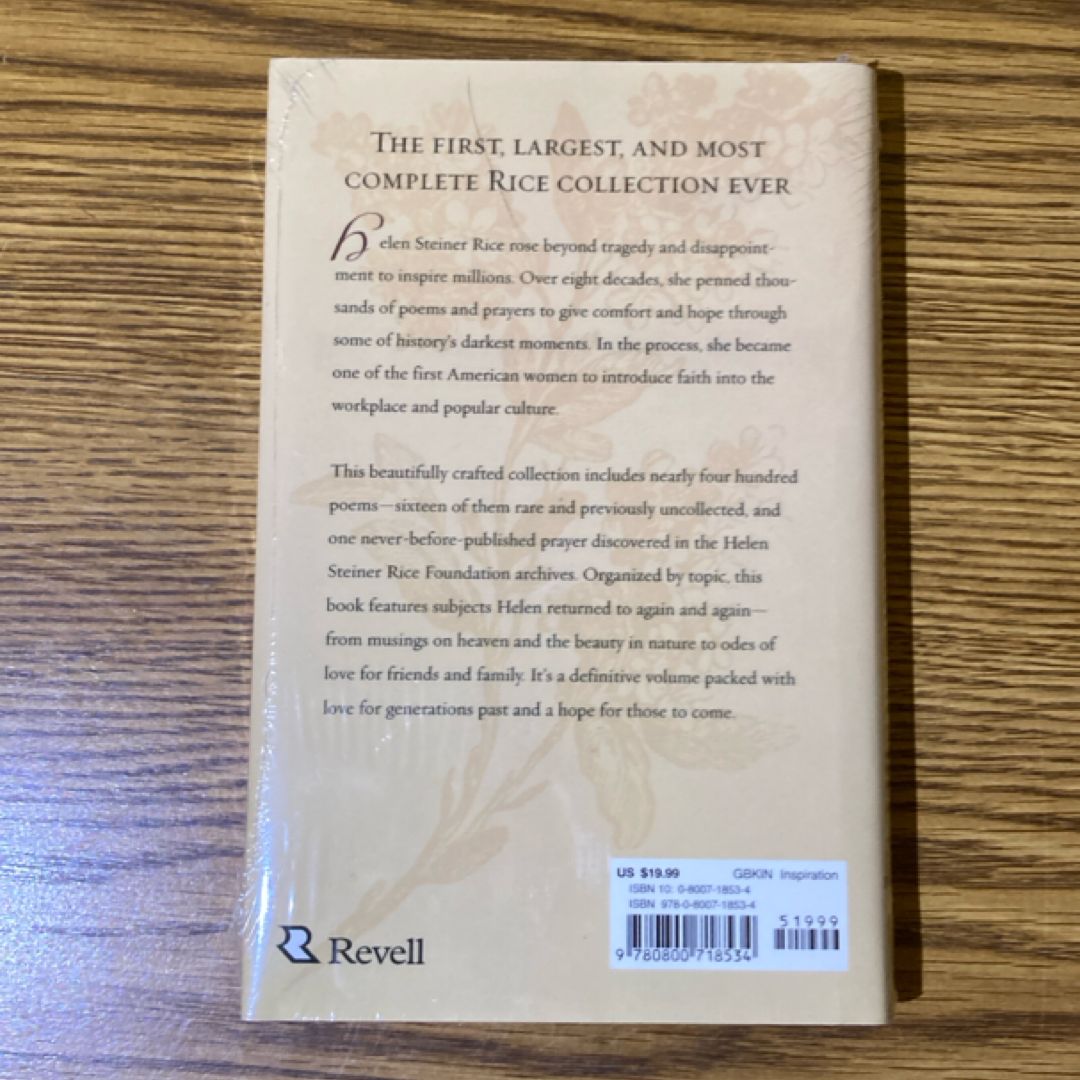 THE FIRST, LARGEST, AND MOST
COMPLETE RICE COLLECTION EVER
Helen Steiner Rice rose beyond tragedy and disappoint-
ment to inspire millions. Over eight decades, she penned thou-
sands of poems and prayers to give comfort and hope through
some of history's darkest moments. In the process, she became
one of the first American women to introduce faith into the
workplace and popular culture.
This beautifully crafted collection includes nearly four hundred
poems—sixteen of them rare and previously uncollected, and
one never-before-published prayer discovered in the Helen
Steiner Rice Foundation archives. Organized by topic, this
book features subjects Helen returned to again and again—
from musings on heaven and the beauty in nature to odes of
love for friends and family. It's a definitive volume packed with
love for generations past and a hope for those to come.
US $19.99 GBKIN Inspiration
ISBN 10: 0-8007-1853-4
ISBN 978-0-8007-1853-4
51999
9 780800 718534
Revell